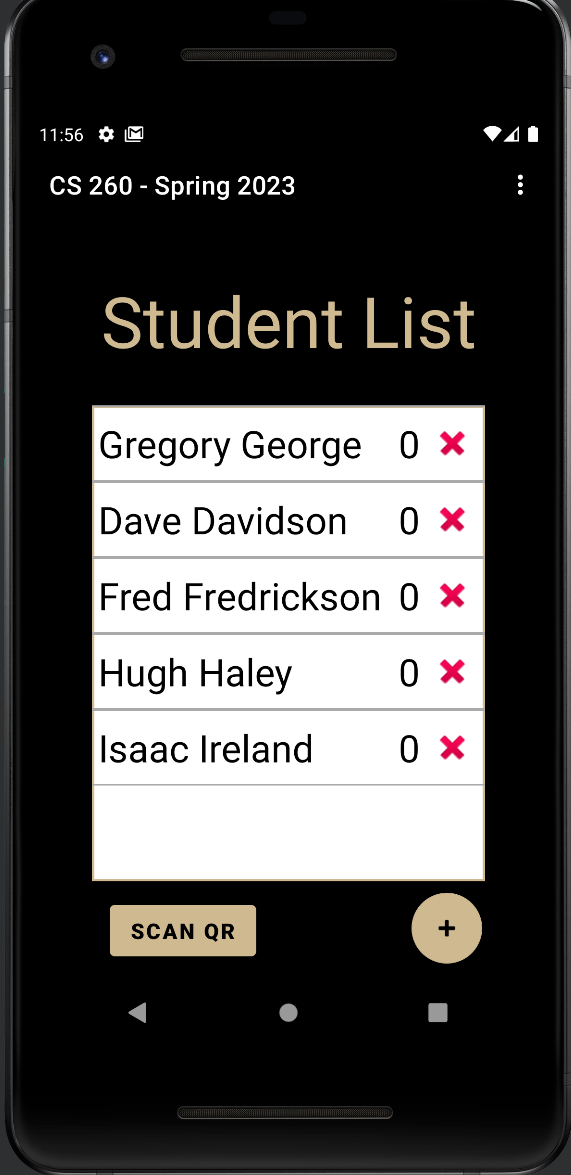 11:56
CS 260 - Spring 2023
Student List
Gregory George 0
Dave Davidson 0
Fred Fredrickson 0
Hugh Haley 0
Isaac Ireland 0
SCAN QR +